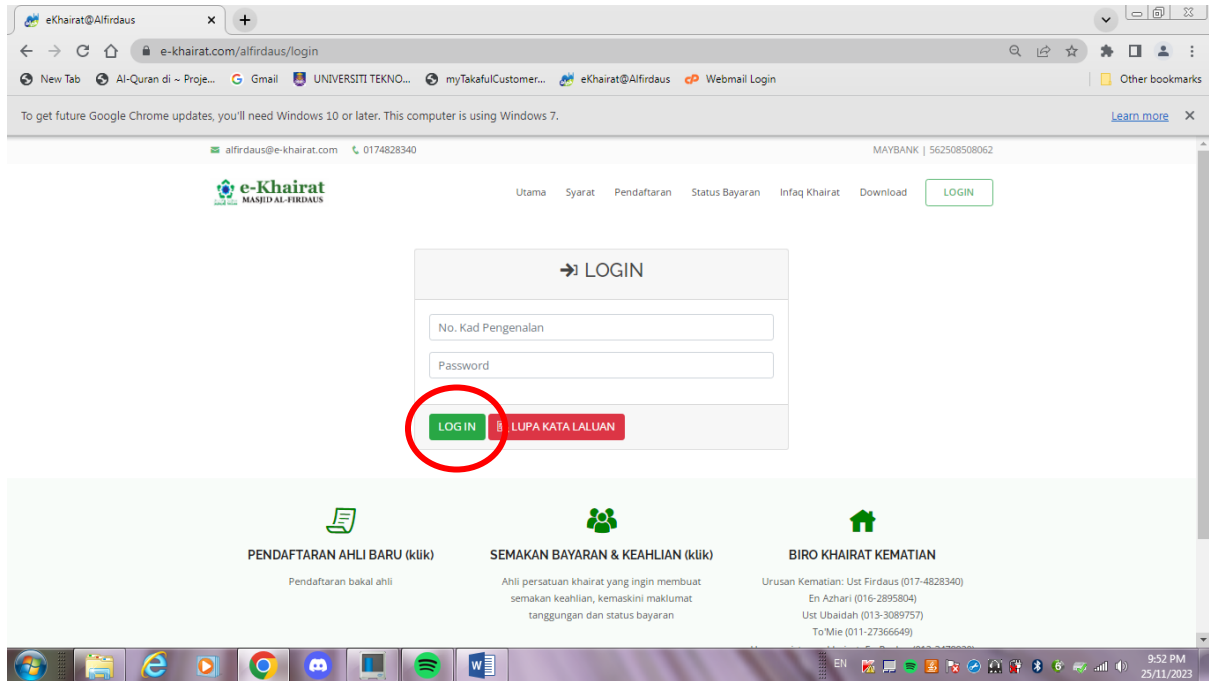 eKhairat@Alfirdaus
e-khairat.com/alfirdaus/login
New Tab Al-Quran di ~ Proje... Gmail UNIVERSITI TEKNO... myTakafulCustomer... eKhairat@Alfirdaus Webmail Login Other bookmarks
To get future Google Chrome updates, you'll need Windows 10 or later. This computer is using Windows 7. Learn more
alfirdaus@e-khairat.com 0174828340 MAYBANK | 562508508062
e-Khairat
MASJID AL-FIRDAUS
Utama Syarat Pendaftaran Status Bayaran Infaq Khairat Download LOGIN
LOGIN
No. Kad Pengenalan
Password
LOG IN LUPA KATA LALUAN
PENDAFTARAN AHLI BARU (klik)
Pendaftaran bakal ahli
SEMAKAN BAYARAN & KEAHLIAN (klik)
Ahli persatuan khairat yang ingin membuat
semakan keahlian, kemaskini maklumat
tanggungan dan status bayaran
BIRO KHAIRAT KEMATIAN
Urusan Kematian: Ust Firdaus (017-4828340)
En Azhari (016-2895804)
Ust Ubaidah (013-3089757)
To'Mie (011-27366649)
EN
9:52 PM
25/11/2023